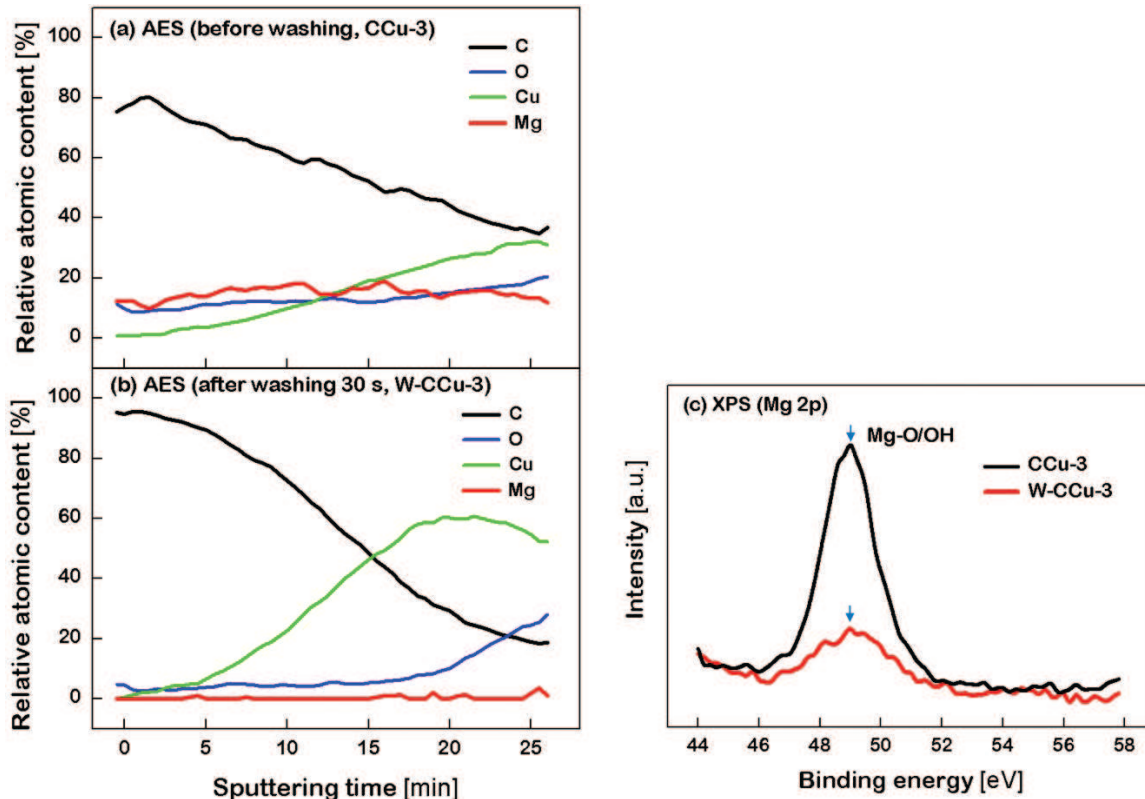 (a) AES (before washing, CCu-3)
C
O
Cu
Mg
Relative atomic content [%]
100
80
60
40
20
0
(b) AES (after washing 30 s, W-CCu-3)
C
O
Cu
Mg
Relative atomic content [%]
100
80
60
40
20
0
0 5 10 15 20 25
Sputtering time [min]
(c) XPS (Mg 2p)
Mg-O/OH
CCu-3
W-CCu-3
Intensity [a.u.]
44 46 48 50 52 54 56 58
Binding energy [eV]